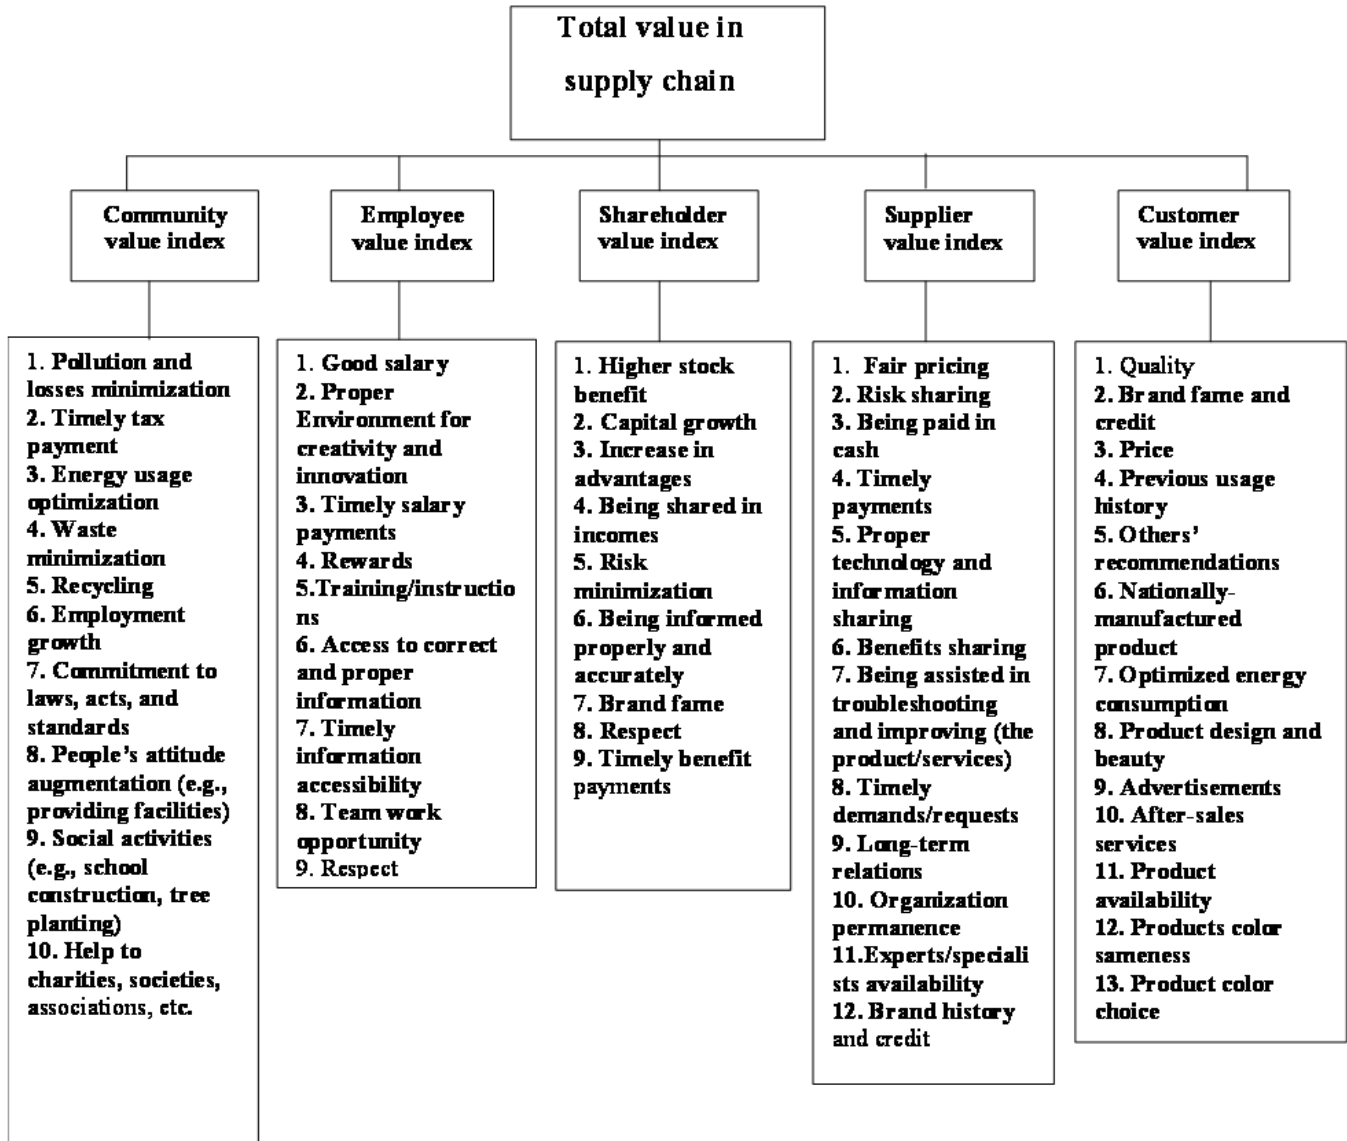 Total value in
supply chain
Community
value index
Employee
value index
Shareholder
value index
Supplier
value index
Customer
value index
1. Pollution and
losses minimization
2. Timely tax
payment
3. Energy usage
optimization
4. Waste
minimization
5. Recycling
6. Employment
growth
7. Commitment to
laws, acts, and
standards
8. People's attitude
augmentation (e.g.,
providing facilities)
9. Social activities
(e.g., school
construction, tree
planting)
10. Help to
charities, societies,
associations, etc.
1. Good salary
2. Proper
Environment for
creativity and
innovation
3. Timely salary
payments
4. Rewards
5.Training/instructio
ns
6. Access to correct
and proper
information
7. Timely
information
accessibility
8. Team work
opportunity
9. Respect
1. Higher stock
benefit
2. Capital growth
3. Increase in
advantages
4. Being shared in
incomes
5. Risk
minimization
6. Being informed
properly and
accurately
7. Brand fame
8. Respect
9. Timely benefit
payments
1. Fair pricing
2. Risk sharing
3. Being paid in
cash
4. Timely
payments
5. Proper
technology and
information
sharing
6. Benefits sharing
7. Being assisted in
troubleshooting
and improving (the
product/services)
8. Timely
demands/requests
9. Long-term
relations
10. Organization
permanence
11.Experts/speciali
sts availability
12. Brand history
and credit
1. Quality
2. Brand fame and
credit
3. Price
4. Previous usage
history
5. Others'
recommendations
6. Nationally-
manufactured
product
7. Optimized energy
consumption
8. Product design and
beauty
9. Advertisements
10. After-sales
services
11. Product
availability
12. Products color
sameness
13. Product color
choice